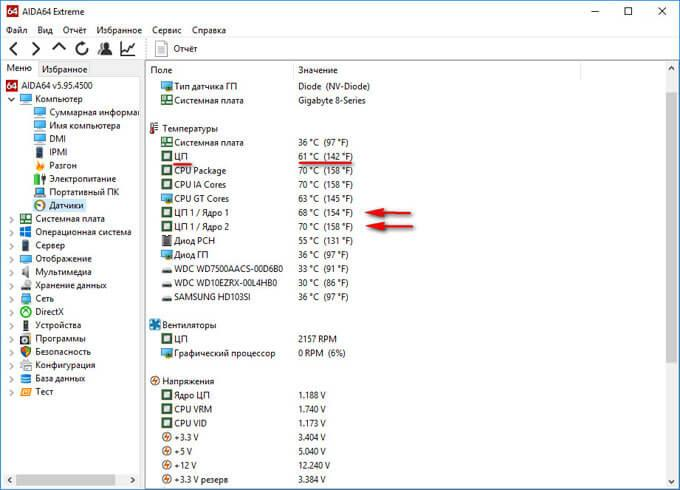 64 AIDA64 Extreme
Файл Вид Отчёт Избранное Сервис Справка
Отчёт
Меню Избранное
Поле Значение
64 AIDA64 v5.95.4500
Компьютер
Суммарная информа
Имя компьютера
DMI
IPMI
Разгон
Электропитание
Портативный ПК
Датчики
Системная плата
Операционная система
Сервер
Отображение
Мультимедиа
Хранение данных
Сеть
DirectX
Устройства
Программы
Безопасность
Конфигурация
База данных
Тест
Тип датчика ГП Diode (NV-Diode)
Системная плата Gigabyte 8-Series
Температуры
Системная плата 36 °C (97 °F)
ЦП 61 °C (142 °F)
CPU Package 70 °C (158 °F)
CPU IA Cores 70 °C (158 °F)
CPU GT Cores 63 °C (145 °F)
ЦП 1 / Ядро 1 68 °C (154 °F)
ЦП 1 / Ядро 2 70 °C (158 °F)
Диод PCH 55 °C (131 °F)
Диод ГП 36 °C (97 °F)
WDC WD7500AACS-00D6B0 33 °C (91 °F)
WDC WD10EZRX-00L4HB0 30 °C (86 °F)
SAMSUNG HD103SI 36 °C (97 °F)
Вентиляторы
ЦП 2157 RPM
Графический процессор 0 RPM (6%)
Напряжения
Ядро ЦП 1.188 V
CPU VRM 1.740 V
CPU VID 1.173 V
+3.3 V 3.404 V
+5 V 5.040 V
+12 V 12.240 V
+3.3 V резерв 3.384 V